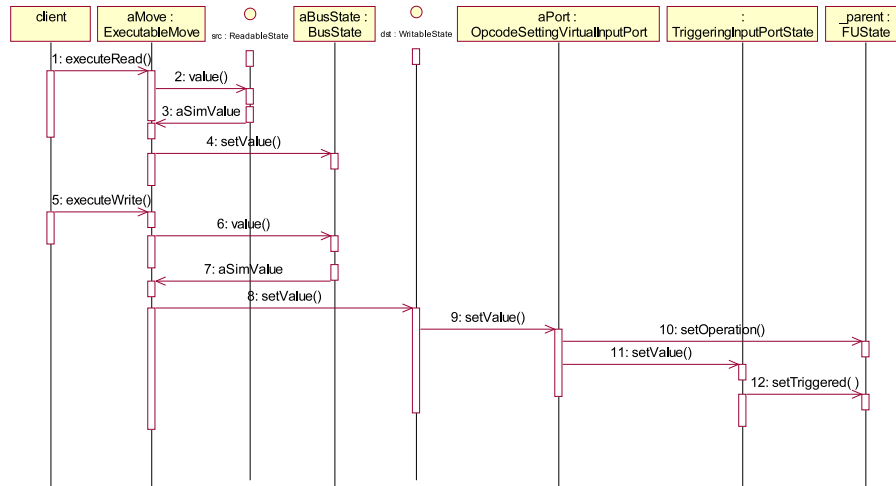 client
aMove :
ExecutableMove
src : ReadableState
aBusState :
BusState
dst : WritableState
aPort :
OpcodeSettingVirtualInputPort
:
TriggeringInputPortState
_parent :
FUState
1: executeRead()
2: value()
3: aSimValue
4: setValue()
5: executeWrite()
6: value()
7: aSimValue
8: setValue()
9: setValue()
10: setOperation()
11: setValue()
12: setTriggered( )